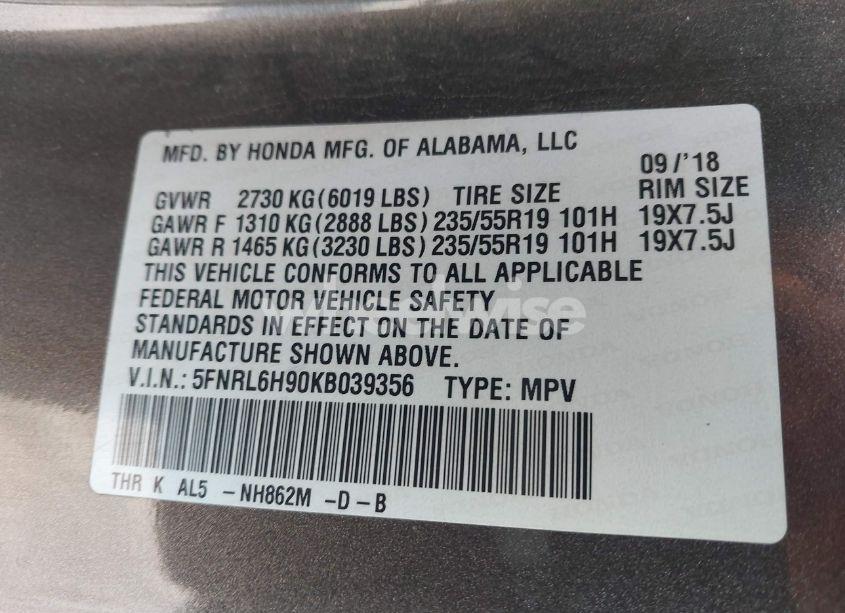 MFD. BY HONDA MFG. OF ALABAMA, LLC
09/'18
GVWR 2730 KG(6019 LBS) TIRE SIZE RIM SIZE
GAWR F 1310 KG(2888 LBS) 235/55R19 101H 19X7.5J
GAWR R 1465 KG(3230 LBS) 235/55R19 101H 19X7.5J
THIS VEHICLE CONFORMS TO ALL APPLICABLE
FEDERAL MOTOR VEHICLE SAFETY
STANDARDS IN EFFECT ON THE DATE OF
MANUFACTURE SHOWN ABOVE.
V.I.N.: 5FNRL6H90KB039356 TYPE: MPV
THR K AL5 -NH862M -D-B
wheelwise